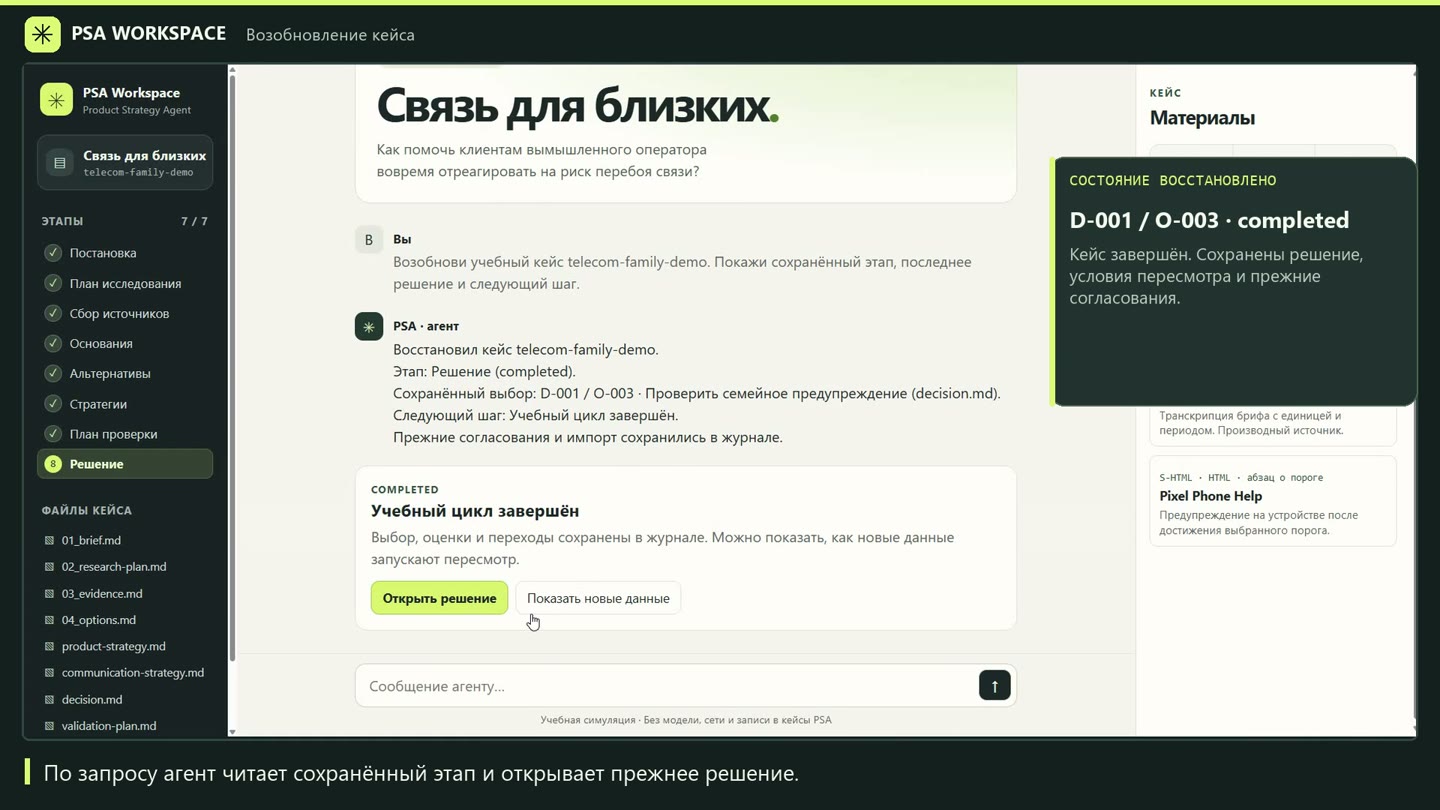 PSA WORKSPACE Возобновление кейса
PSA Workspace
Product Strategy Agent
Связь для близких
telecom-family-demo
ЭТАПЫ 7 / 7
Постановка
План исследования
Сбор источников
Основания
Альтернативы
Стратегии
План проверки
8 Решение
ФАЙЛЫ КЕЙСА
01_brief.md
02_research-plan.md
03_evidence.md
04_options.md
product-strategy.md
communication-strategy.md
decision.md
validation-plan.md
Связь для близких.
Как помочь клиентам вымышленного оператора
вовремя отреагировать на риск перебоя связи?
В Вы
Возобнови учебный кейс telecom-family-demo. Покажи сохранённый этап, последнее
решение и следующий шаг.
PSA · агент
Восстановил кейс telecom-family-demo.
Этап: Решение (completed).
Сохранённый выбор: D-001 / O-003 · Проверить семейное предупреждение (decision.md).
Следующий шаг: Учебный цикл завершён.
Прежние согласования и импорт сохранились в журнале.
COMPLETED
Учебный цикл завершён
Выбор, оценки и переходы сохранены в журнале. Можно показать, как новые данные
запускают пересмотр.
Открыть решение Показать новые данные
Сообщение агенту...
Учебная симуляция · Без модели, сети и записи в кейсы PSA
КЕЙС
Материалы
СОСТОЯНИЕ ВОССТАНОВЛЕНО
D-001 / O-003 · completed
Кейс завершён. Сохранены решение,
условия пересмотра и прежние
согласования.
Транскрипция брифа с единицей и
периодом. Производный источник.
S-HTML · HTML · абзац о пороге
Pixel Phone Help
Предупреждение на устройстве после
достижения выбранного порога.
По запросу агент читает сохранённый этап и открывает прежнее решение.